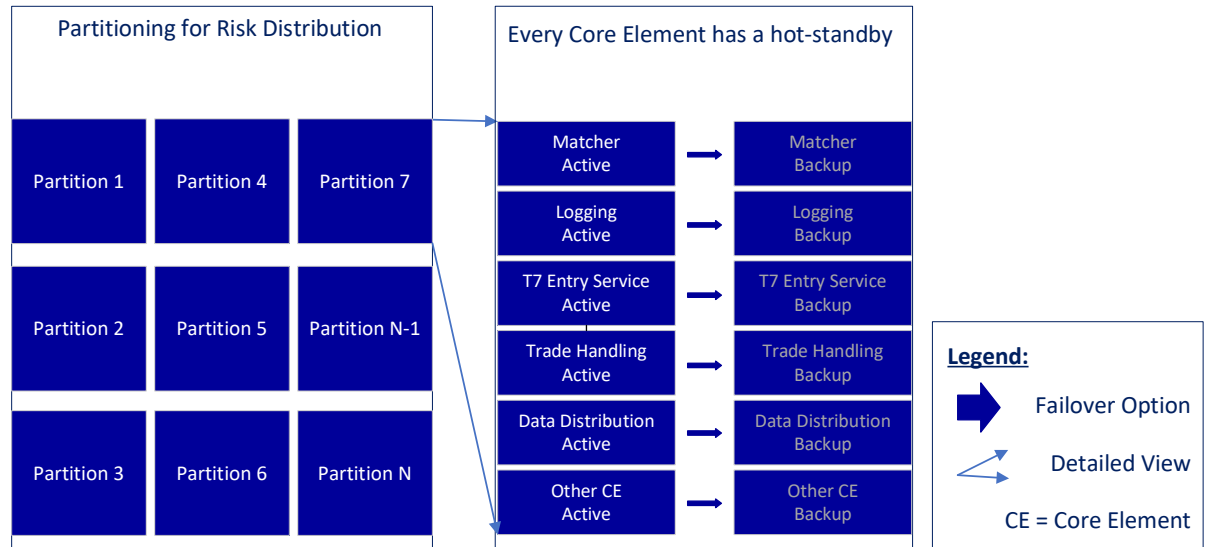 Partitioning for Risk Distribution
Partition 1
Partition 4
Partition 7
Partition 2
Partition 5
Partition N-1
Partition 3
Partition 6
Partition N
Every Core Element has a hot-standby
Matcher
Active
Matcher
Backup
Logging
Active
Logging
Backup
T7 Entry Service
Active
T7 Entry Service
Backup
Trade Handling
Active
Trade Handling
Backup
Data Distribution
Active
Data Distribution
Backup
Other CE
Active
Other CE
Backup
Legend:
Failover Option
Detailed View
CE = Core Element